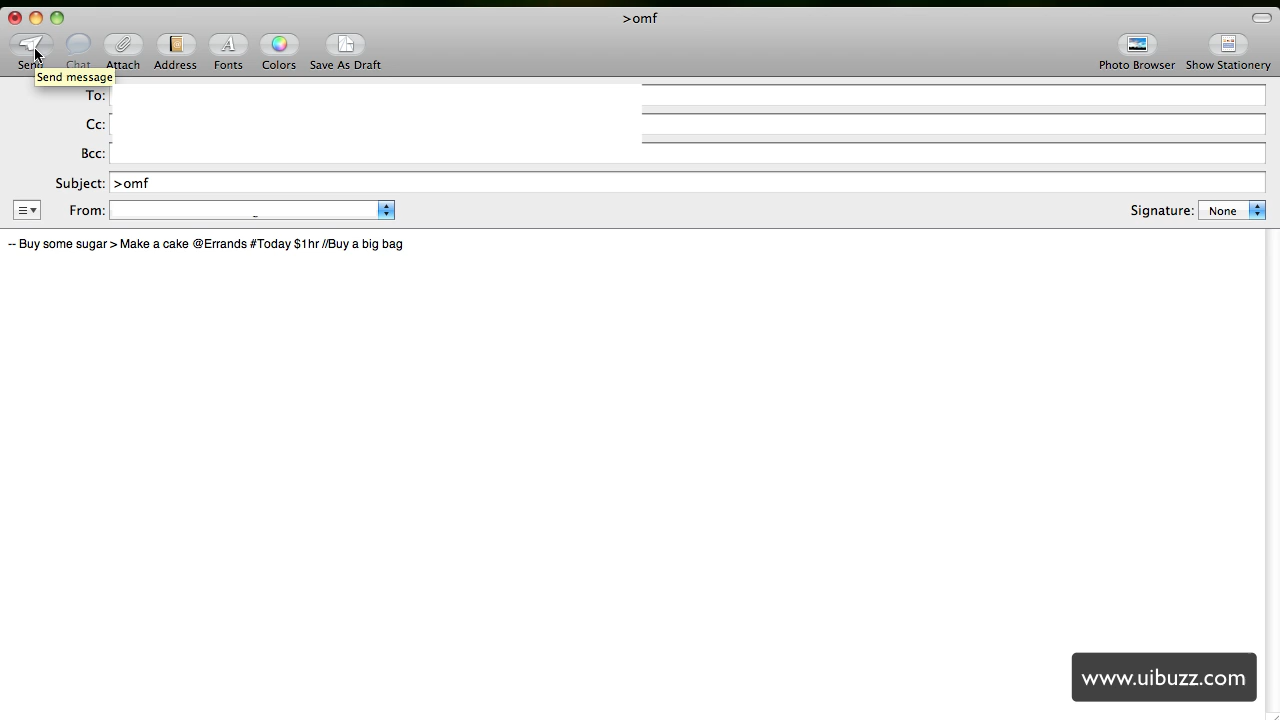 >omf
Send Chat Attach Address Fonts Colors Save As Draft Photo Browser Show Stationery
Send message
To:
Cc:
Bcc:
Subject: >omf
From: Signature: None
-- Buy some sugar > Make a cake @Errands #Today $1hr //Buy a big bag
www.uibuzz.com